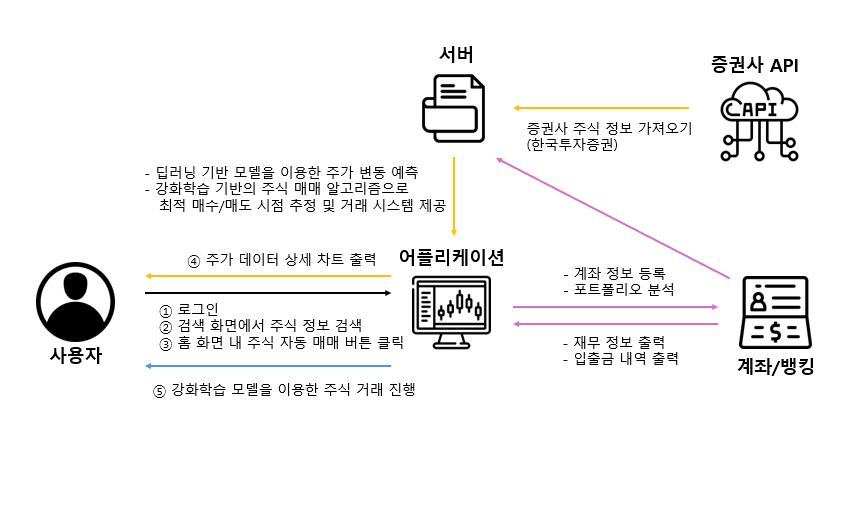 서버
증권사 API
API
증권사 주식 정보 가져오기
(한국투자증권)
- 딥러닝 기반 모델을 이용한 주가 변동 예측
- 강화학습 기반의 주식 매매 알고리즘으로
최적 매수/매도 시점 추정 및 거래 시스템 제공
어플리케이션
④ 주가 데이터 상세 차트 출력
- 계좌 정보 등록
- 포트폴리오 분석
① 로그인
② 검색 화면에서 주식 정보 검색
③ 홈 화면 내 주식 자동 매매 버튼 클릭
사용자
- 재무 정보 출력
- 입출금 내역 출력
$
계좌/뱅킹
⑤ 강화학습 모델을 이용한 주식 거래 진행